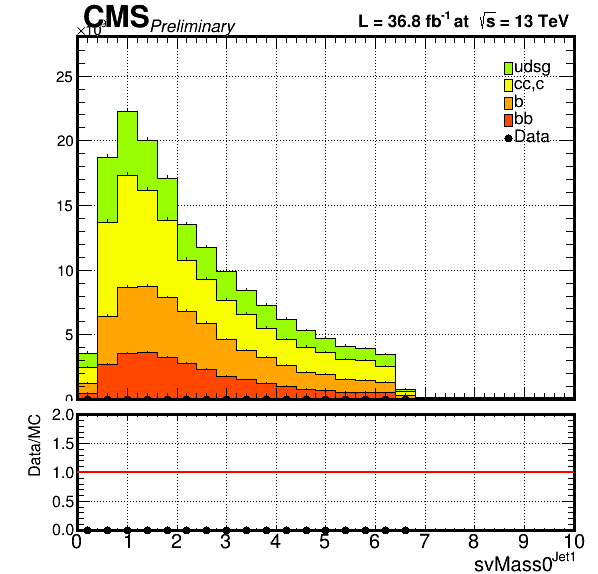 CMS Preliminary L = 36.8 fb⁻¹ at √s = 13 TeV
25
20
15
10
5
0
udsg
cc,c
b
bb
Data
Data/MC
2.0
1.5
1.0
0.5
0.0
0 1 2 3 4 5 6 7 8 9 10
svMass0^Jet1